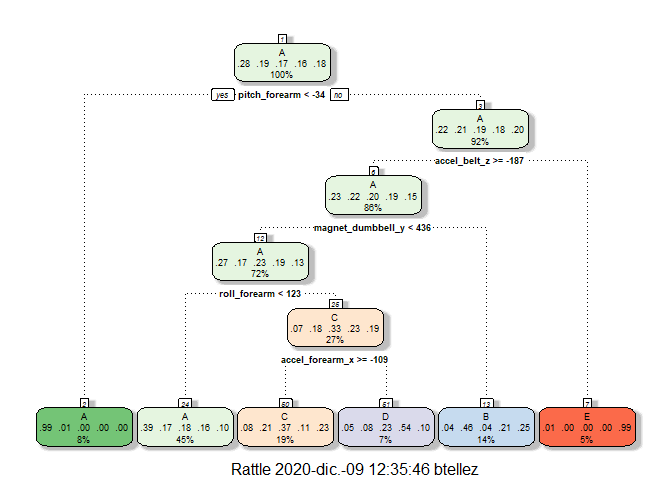 1
A
.28 .19 .17 .16 .18
100%
yes pitch_forearm < -34 no
3
A
.22 .21 .19 .18 .20
92%
accel_belt_z >= -187
6
A
.23 .22 .20 .19 .15
86%
magnet_dumbbell_y < 436
12
A
.27 .17 .23 .19 .13
72%
roll_forearm < 123
25
C
.07 .18 .33 .23 .19
27%
accel_forearm_x >= -109
2 24 50 51 13 7
A A C D B E
.99 .01 .00 .00 .00 .39 .17 .18 .16 .10 .08 .21 .37 .11 .23 .05 .08 .23 .54 .10 .04 .46 .04 .21 .25 .01 .00 .00 .00 .99
8% 45% 19% 7% 14% 5%
Rattle 2020-dic.-09 12:35:46 btellez